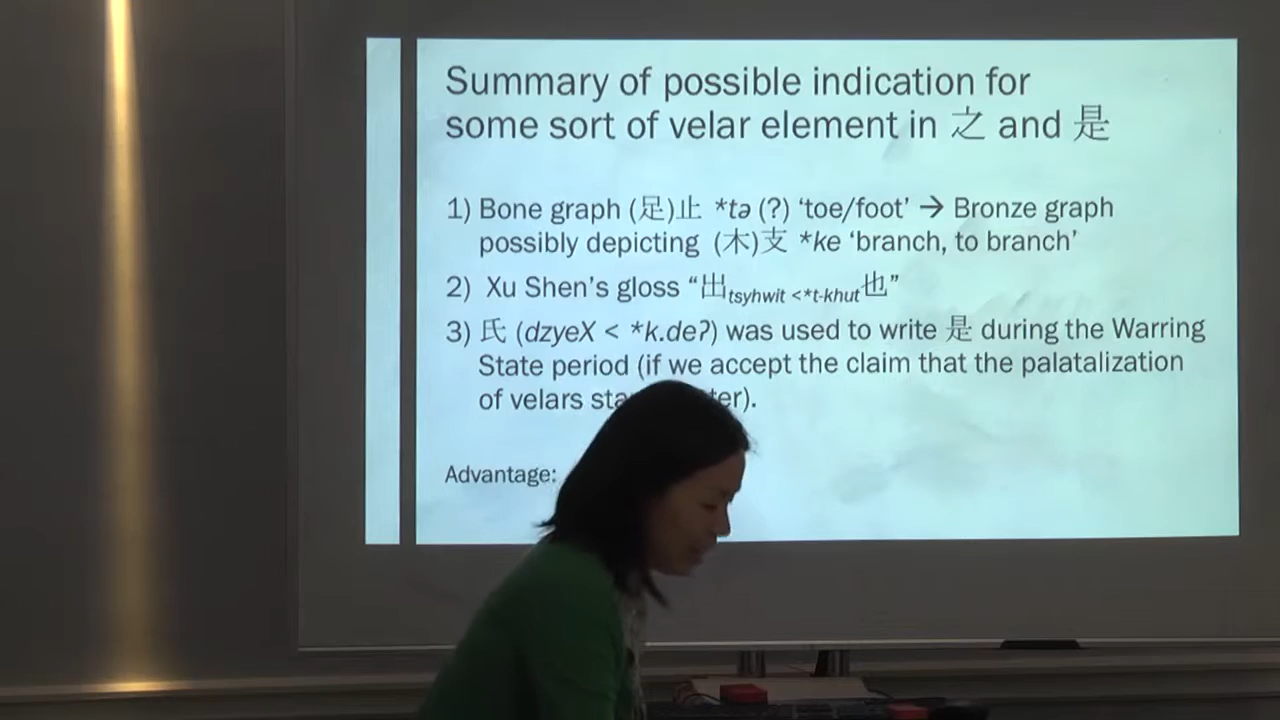 Summary of possible indication for
some sort of velar element in 之 and 是
1) Bone graph (足)止 *tə (?) ‘toe/foot’ → Bronze graph
possibly depicting (木)支 *ke ‘branch, to branch’
2) Xu Shen’s gloss “出tsyhwit <*t-khut也”
3) 氏 (dzyeX < *k.deʔ) was used to write 是 during the Warring
State period (if we accept the claim that the palatalization
of velars
Advantage: